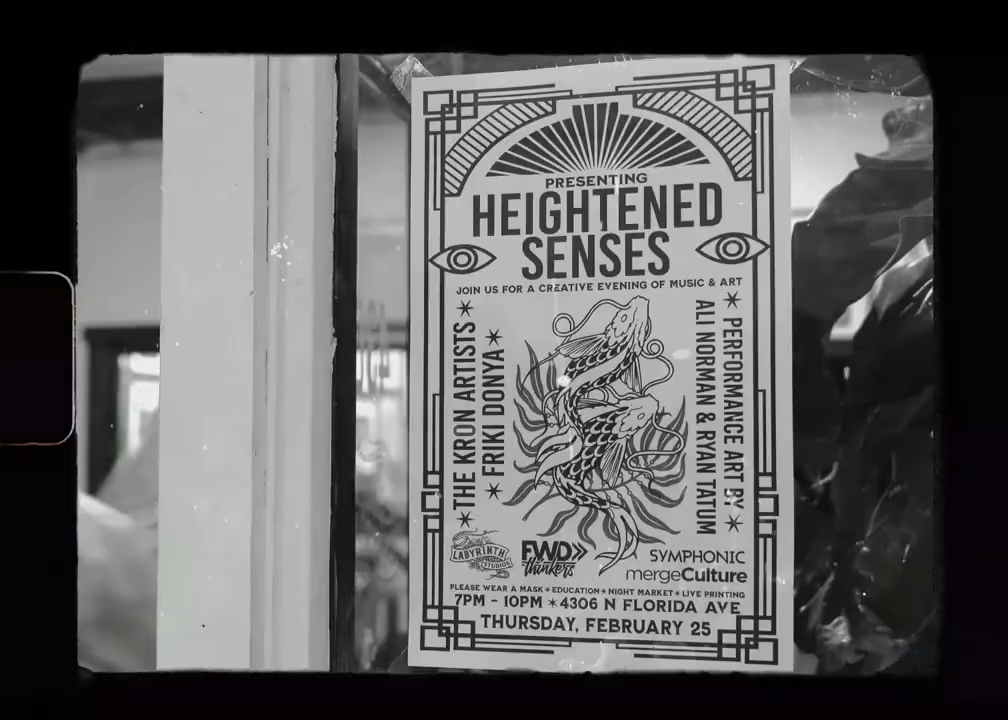 PRESENTING
HEIGHTENED
SENSES
JOIN US FOR A CREATIVE EVENING OF MUSIC & ART
THE KRON ARTISTS
FRIKI DONYA
PERFORMANCE ART BY
ALI NORMAN & RYAN TATUM
LABYRINTH
STUDIOS
FWD»
thinkers
SYMPHONIC
mergeCulture
PLEASE WEAR A MASK * EDUCATION * NIGHT MARKET * LIVE PRINTING
7PM - 10PM * 4306 N FLORIDA AVE
THURSDAY, FEBRUARY 25